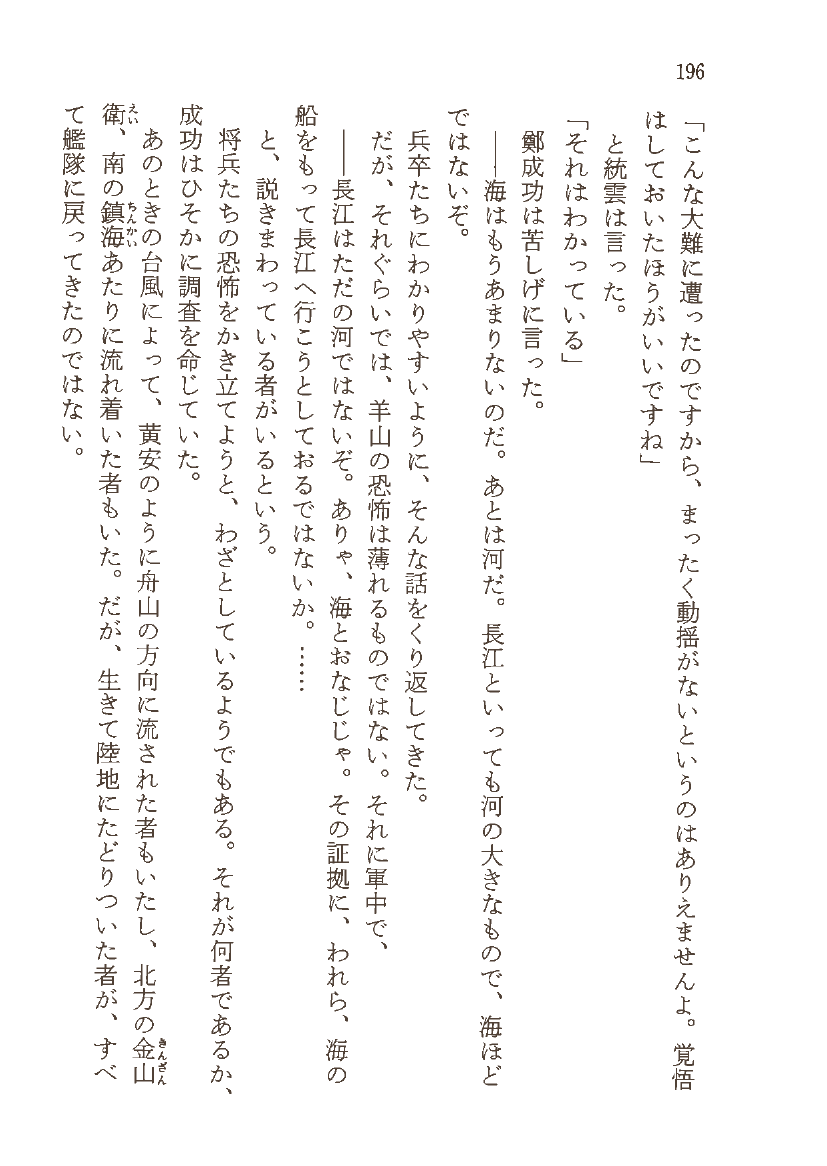 196
「こんな大難に遭ったのですから、まったく動揺がないというのはありえませんよ。覚悟
はしておいたほうがいいですね」
と統雲は言った。
「それはわかっている」
鄭成功は苦しげに言った。
――海はもうあまりないのだ。あとは河だ。長江といっても河の大きなもので、海ほど
ではないぞ。
兵卒たちにわかりやすいように、そんな話をくり返してきた。
だが、それぐらいでは、羊山の恐怖は薄れるものではない。それに軍中で、
――長江はただの河ではないぞ。ありゃ、海とおなじじゃ。その証拠に、われら、海の
船をもって長江へ行こうとしておるではないか。……
と、説きまわっている者がいるという。
将兵たちの恐怖をかき立てようと、わざとしているようでもある。それが何者であるか、
成功はひそかに調査を命じていた。
あのときの台風によって、黄安のように舟山の方向に流された者もいたし、北方の金山
きんざん
衛、南の鎮海あたりに流れ着いた者もいた。だが、生きて陸地にたどりついた者が、すべ
えい
ちんかい
て艦隊に戻ってきたのではない。